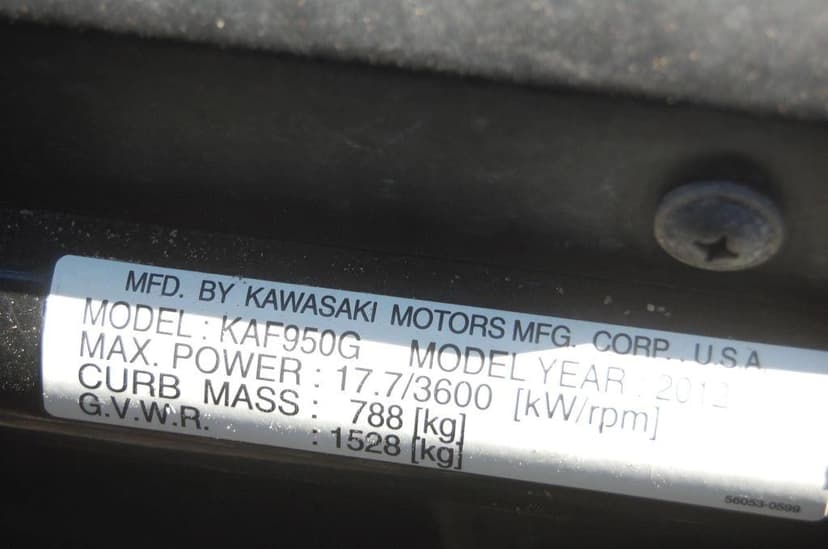 MFD. BY KAWASAKI MOTORS MFG. CORP., U.S.A.
MODEL : KAF950G MODEL YEAR : 2012
MAX. POWER : 17.7/3600 [kW/rpm]
CURB MASS : 788 [kg]
G.V.W.R. : 1528 [kg]
56053-0599